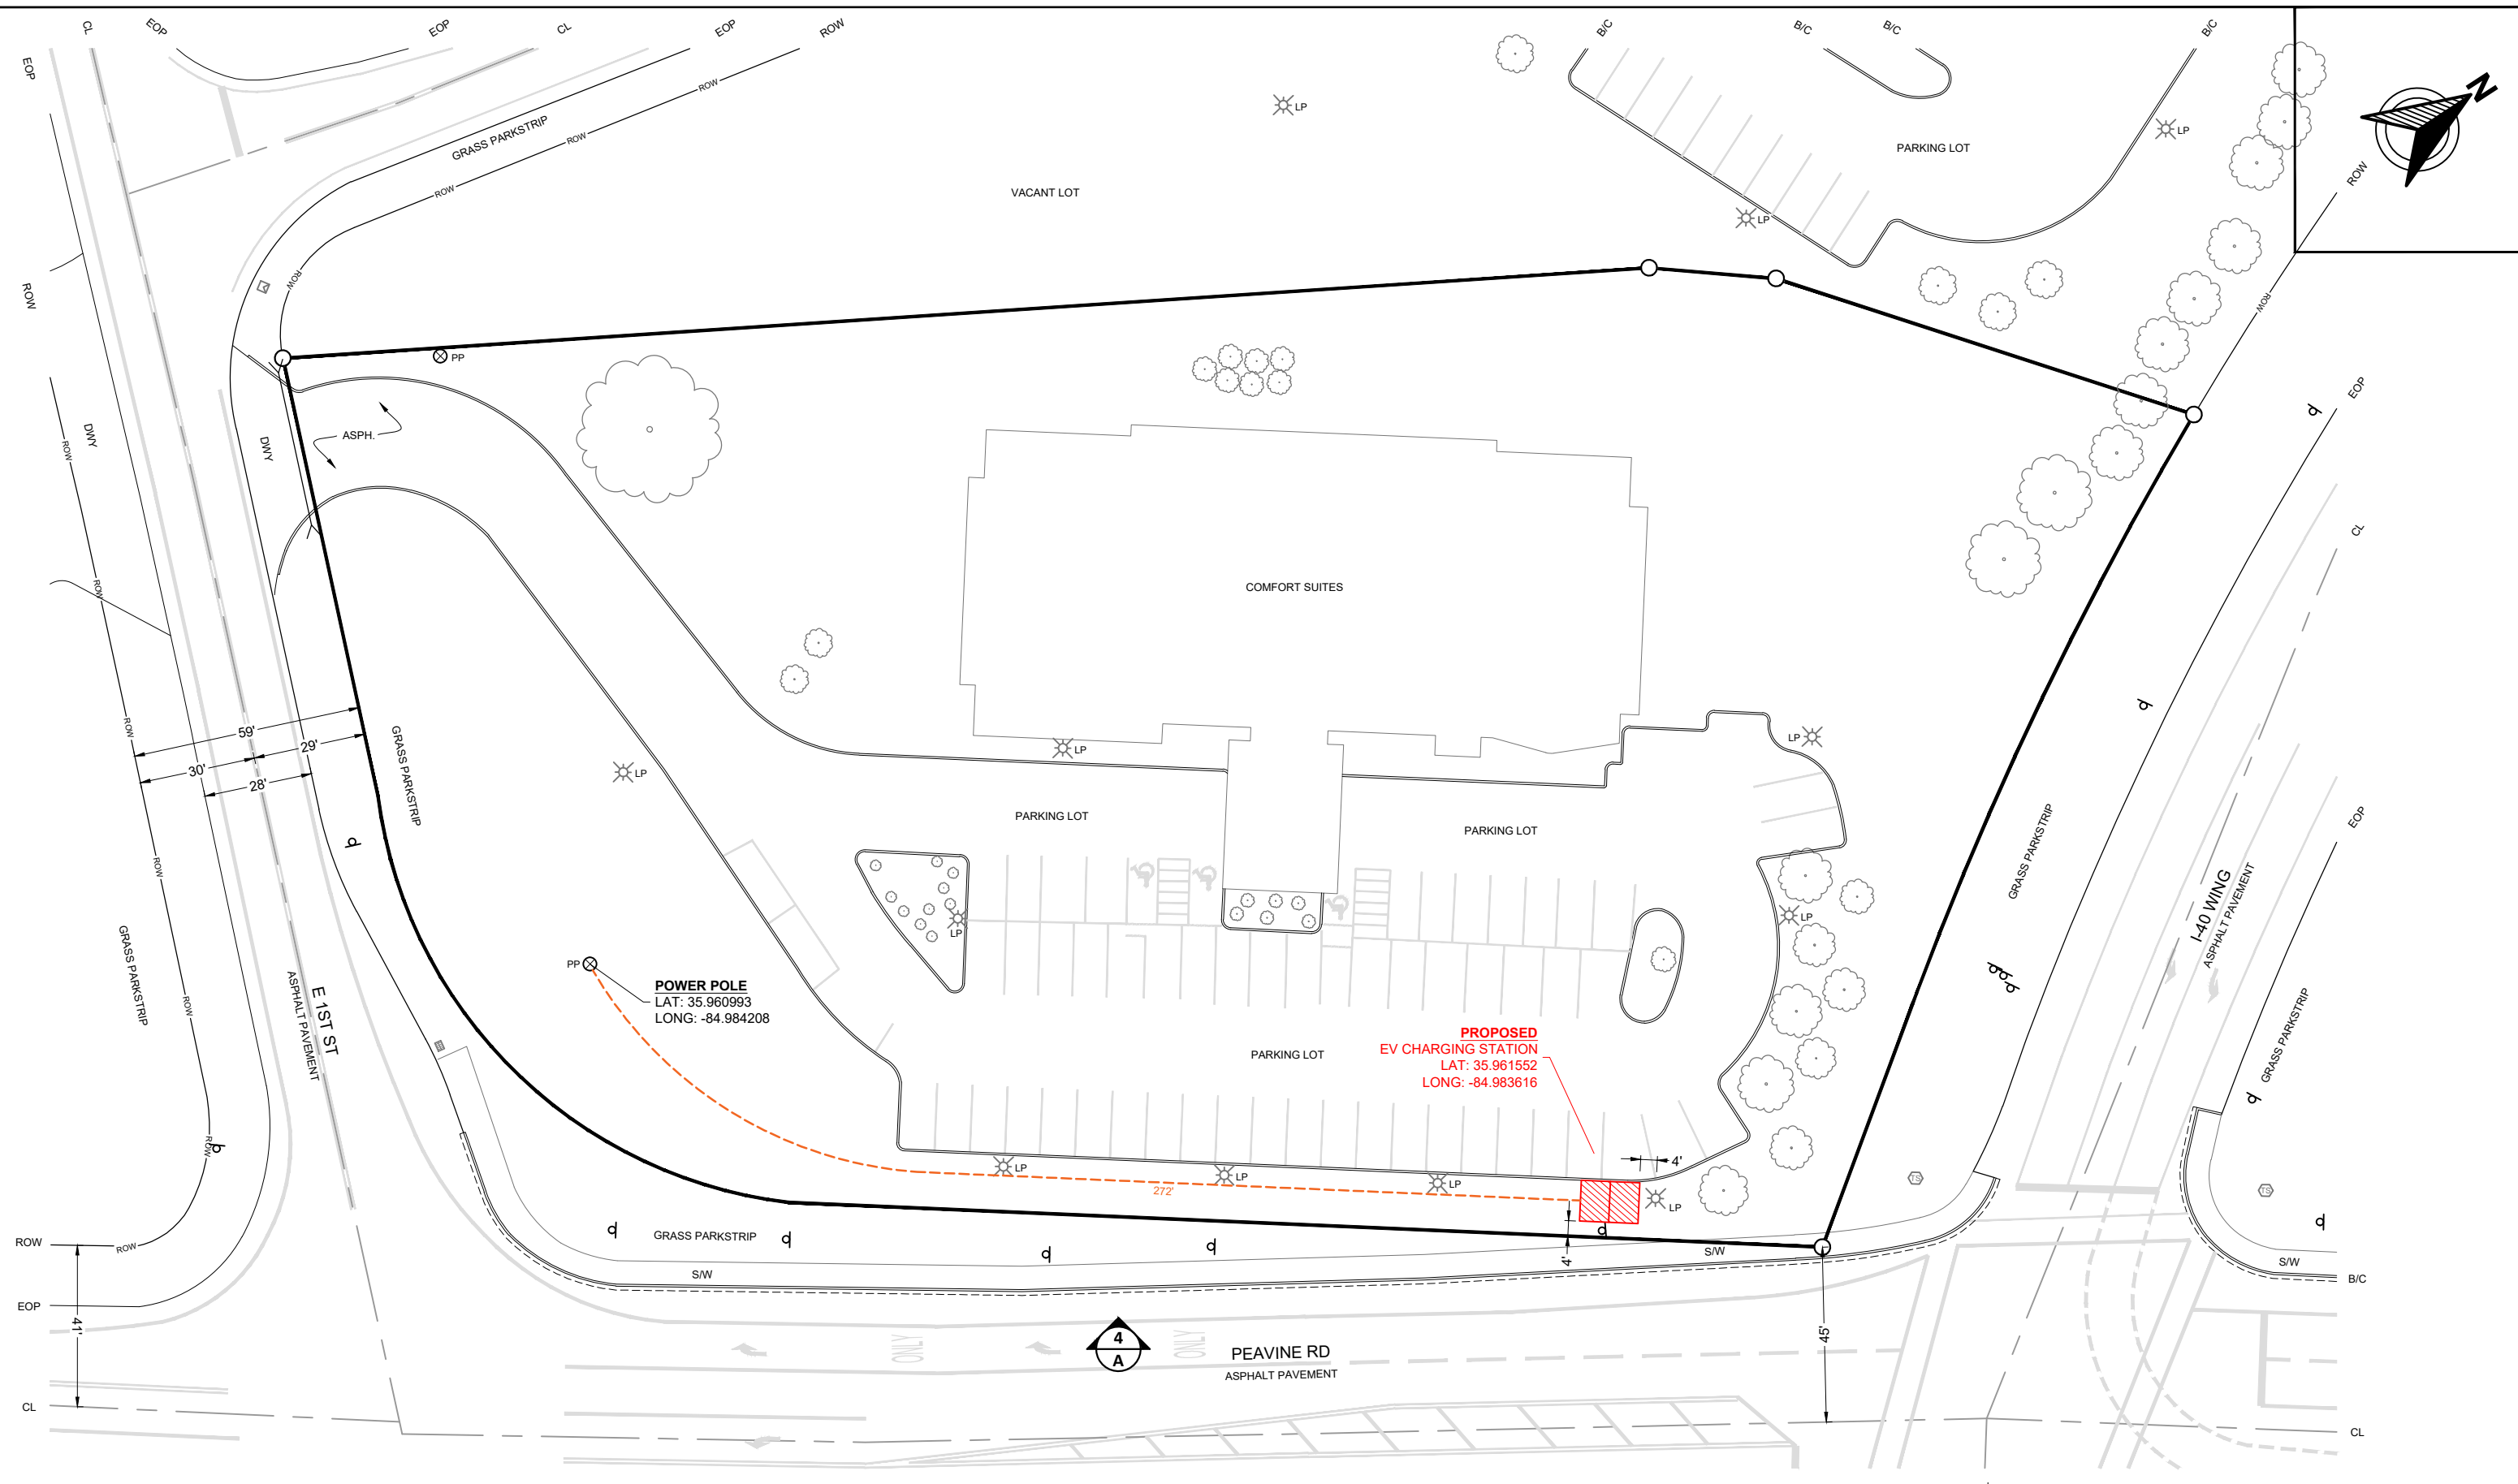 CL
EOP
EOP
CL
EOP
ROW
B/C
B/C
B/C
B/C
EOP
N
LP
LP
ROW
GRASS PARKSTRIP
ROW
PARKING LOT
ROW
VACANT LOT
LP
ROW
ROW
ROW
ROW
PP
EOP
DWY
DWY
ASPH.
ROW
CL
ROW
COMFORT SUITES
ROW
59'
29'
30'
28'
GRASS PARKSTRIP
LP
LP
LP
PARKING LOT
PARKING LOT
EOP
GRASS PARKSTRIP
ROW
I-40 WING
ASPHALT PAVEMENT
LP
LP
GRASS PARKSTRIP
ROW
E 1ST ST
ASPHALT PAVEMENT
PP
POWER POLE
LAT: 35.960993
LONG: -84.984208
PROPOSED
EV CHARGING STATION
LAT: 35.961552
LONG: -84.983616
PARKING LOT
GRASS PARKSTRIP
ROW
4'
LP
LP
LP
LP
272'
TS
TS
GRASS PARKSTRIP
4'
S/W
S/W
S/W
ROW
ROW
B/C
EOP
41'
45'
4
A
ONLY
ONLY
PEAVINE RD
ASPHALT PAVEMENT
CL
CL